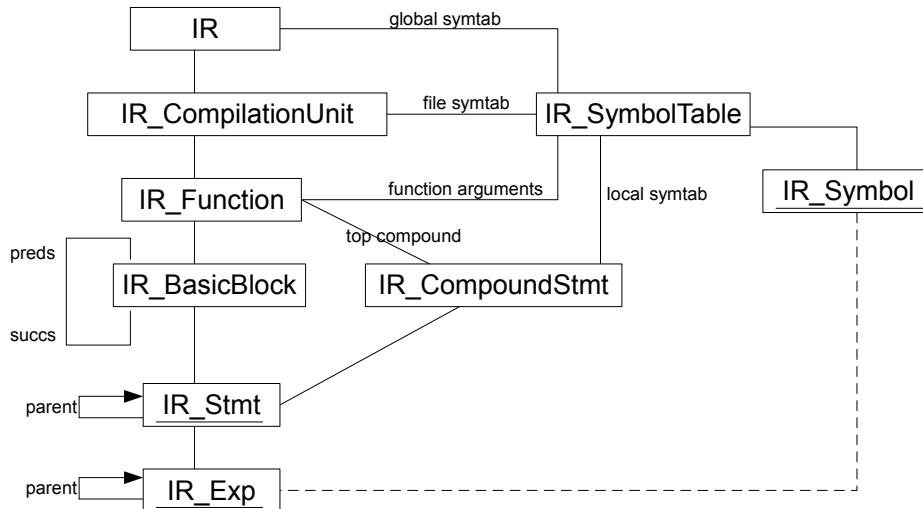 IR
global symtab
IR_CompilationUnit
file symtab
IR_SymbolTable
IR_Function
function arguments
local symtab
IR_Symbol
top compound
preds
IR_BasicBlock
IR_CompoundStmt
succs
parent
IR_Stmt
parent
IR_Exp